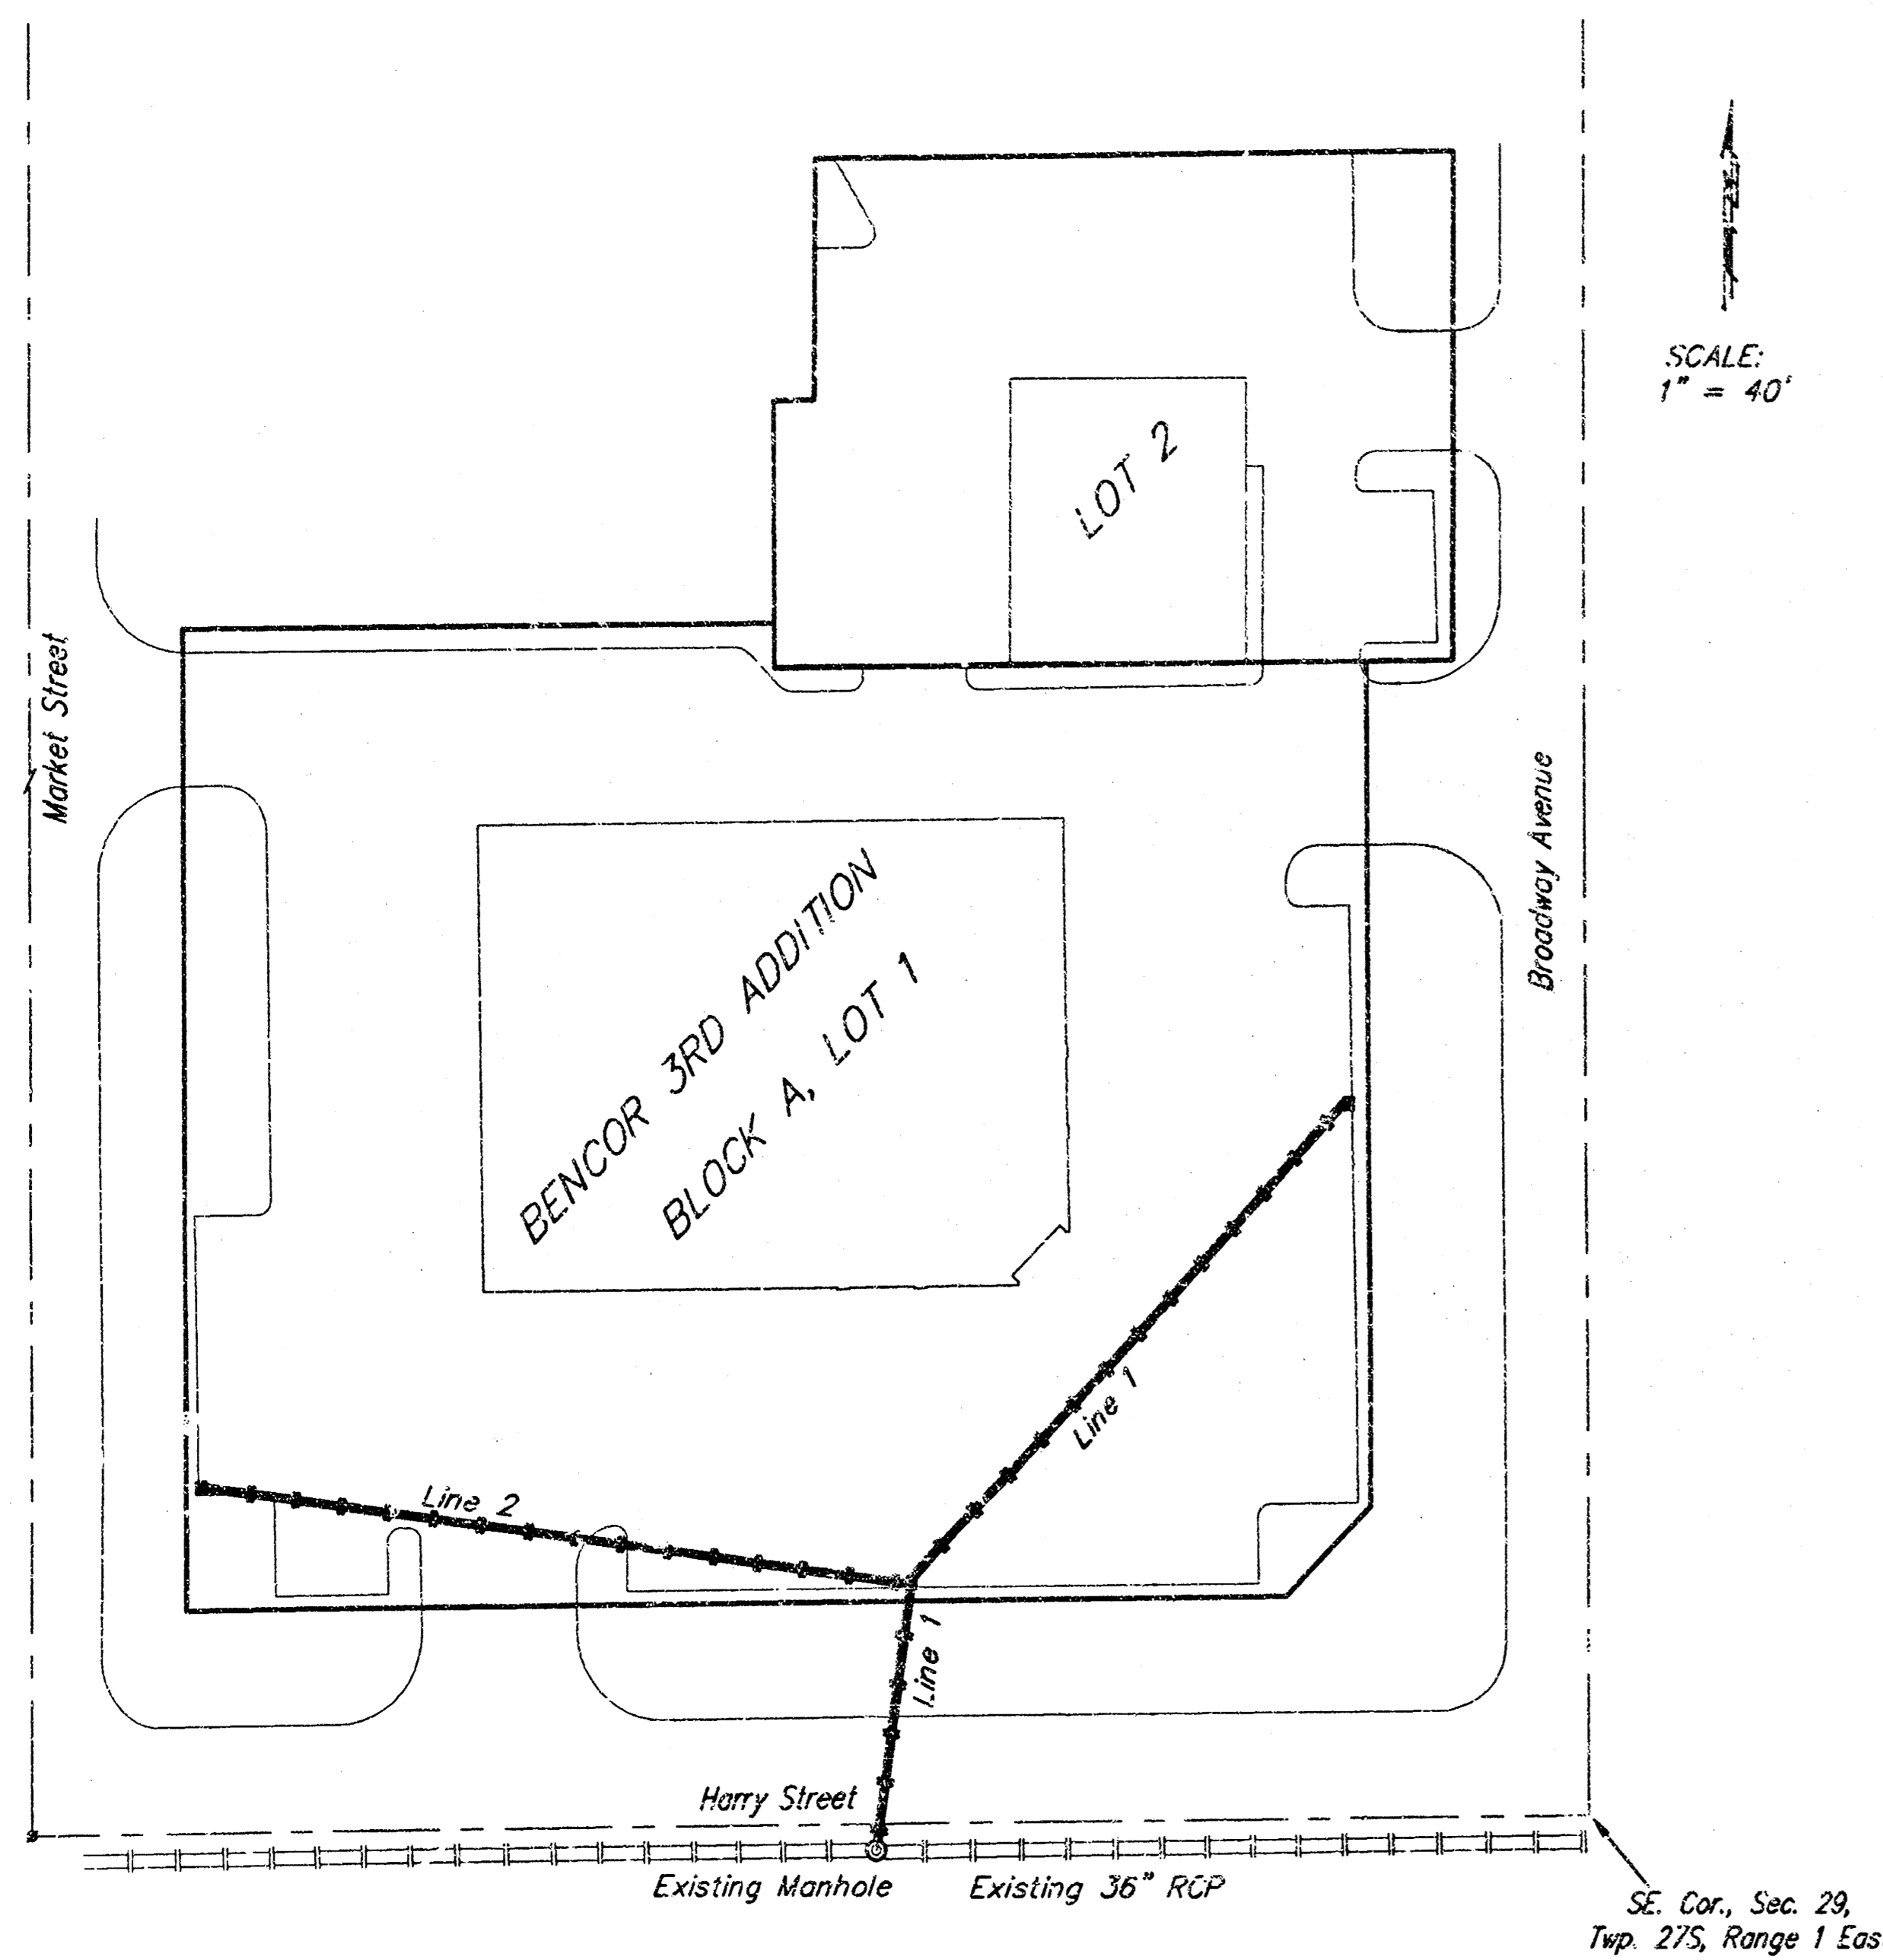 SCALE:
1" = 40'
LOT 2
Market Street
Broadway Avenue
BENCOR 3RD ADDITION
BLOCK A, LOT 1
Line 1
Line 2
Line 1
Harry Street
Existing Manhole
Existing 36" RCP
SE. Cor., Sec. 29,
Twp. 27S, Range 1 Eas